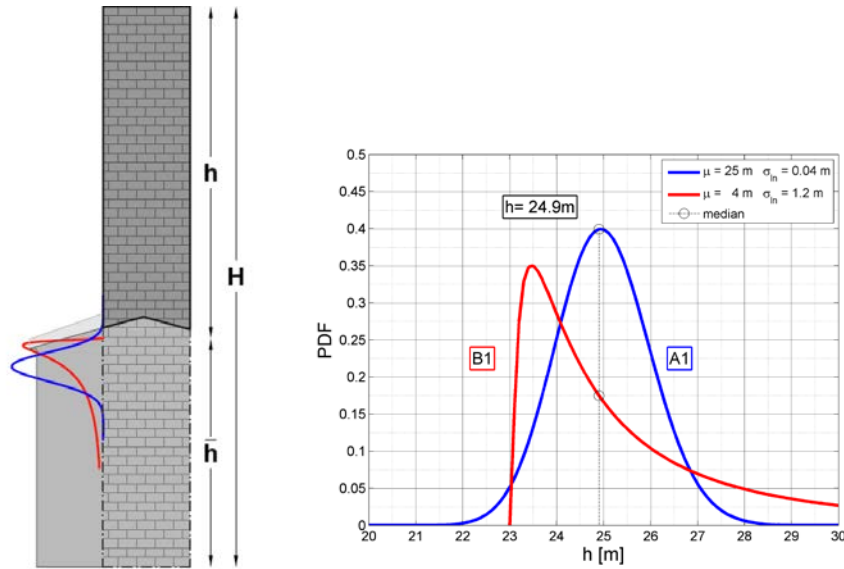 h
H
h̄
0.5
0.45
0.4
0.35
0.3
0.25
0.2
0.15
0.1
0.05
0
PDF
h= 24.9m
μ = 25 m σln = 0.04 m
μ = 4 m σln = 1.2 m
median
B1
A1
20 21 22 23 24 25 26 27 28 29 30
h [m]